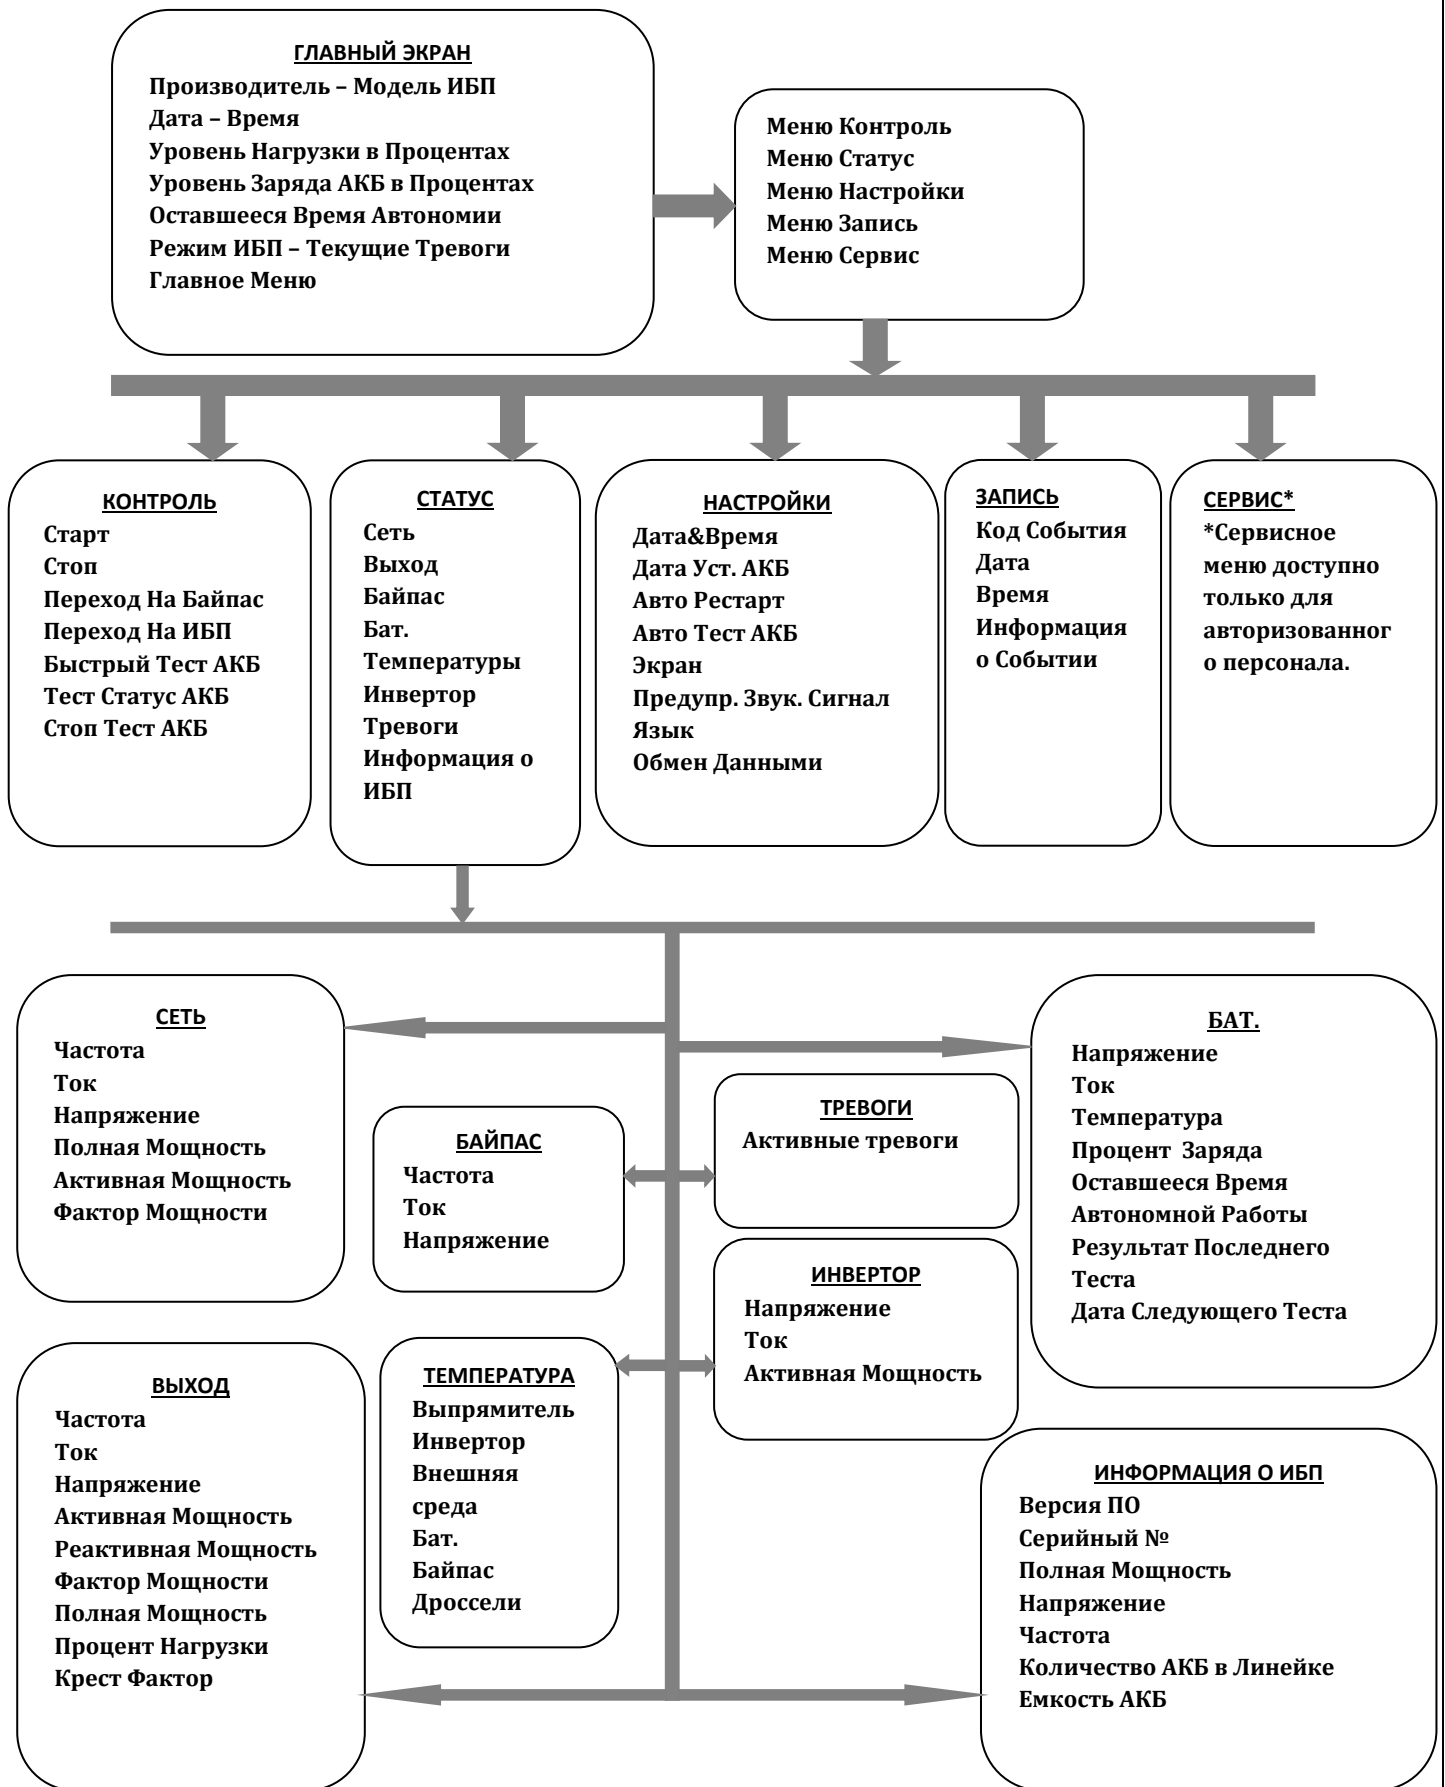 ГЛАВНЫЙ ЭКРАН
Производитель – Модель ИБП
Дата – Время
Уровень Нагрузки в Процентах
Уровень Заряда АКБ в Процентах
Оставшееся Время Автономии
Режим ИБП – Текущие Тревоги
Главное Меню
Меню Контроль
Меню Статус
Меню Настройки
Меню Запись
Меню Сервис
КОНТРОЛЬ
Старт
Стоп
Переход На Байпас
Переход На ИБП
Быстрый Тест АКБ
Тест Статус АКБ
Стоп Тест АКБ
СТАТУС
Сеть
Выход
Байпас
Бат.
Температуры
Инвертор
Тревоги
Информация о
ИБП
НАСТРОЙКИ
Дата&Время
Дата Уст. АКБ
Авто Рестарт
Авто Тест АКБ
Экран
Предупр. Звук. Сигнал
Язык
Обмен Данными
ЗАПИСЬ
Код События
Дата
Время
Информация
о Событии
СЕРВИС*
*Сервисное
меню доступно
только для
авторизованног
о персонала.
СЕТЬ
Частота
Ток
Напряжение
Полная Мощность
Активная Мощность
Фактор Мощности
БАЙПАС
Частота
Ток
Напряжение
ТРЕВОГИ
Активные тревоги
БАТ.
Напряжение
Ток
Температура
Процент  Заряда
Оставшееся Время
Автономной Работы
Результат Последнего
Теста
Дата Следующего Теста
ИНВЕРТОР
Напряжение
Ток
Активная Мощность
ВЫХОД
Частота
Ток
Напряжение
Активная Мощность
Реактивная Мощность
Фактор Мощности
Полная Мощность
Процент Нагрузки
Крест Фактор
ТЕМПЕРАТУРА
Выпрямитель
Инвертор
Внешняя
среда
Бат.
Байпас
Дроссели
ИНФОРМАЦИЯ О ИБП
Версия ПО
Серийный №
Полная Мощность
Напряжение
Частота
Количество АКБ в Линейке
Емкость АКБ